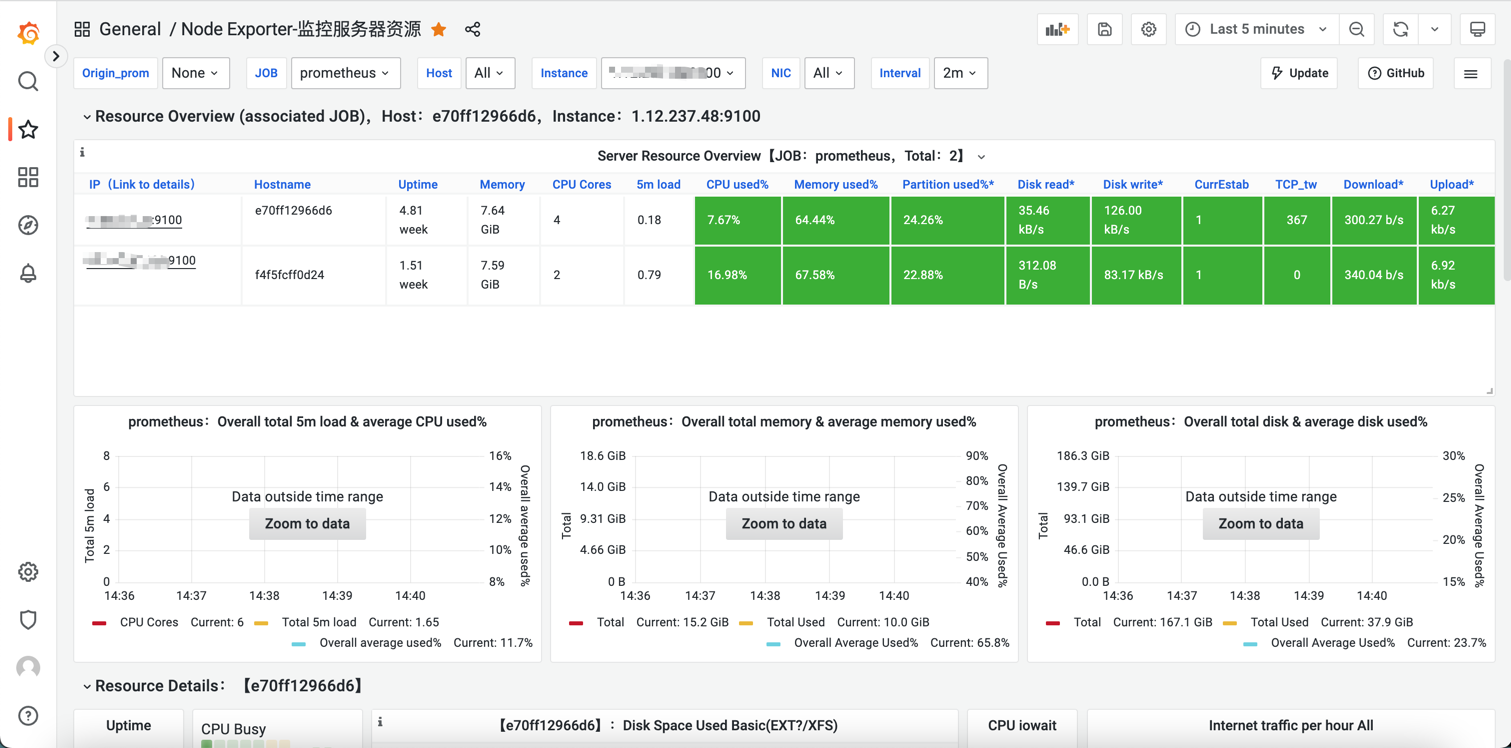 General / Node Exporter-监控服务器资源
Last 5 minutes
Origin_prom None JOB prometheus Host All Instance NIC All Interval 2m Update GitHub
Resource Overview (associated JOB)，Host：e70ff12966d6，Instance：1.12.237.48:9100
Server Resource Overview【JOB：prometheus，Total：2】
IP（Link to details） Hostname Uptime Memory CPU Cores 5m load CPU used% Memory used% Partition used%* Disk read* Disk write* CurrEstab TCP_tw Download* Upload*
:9100 e70ff12966d6 4.81 week 7.64 GiB 4 0.18 7.67% 64.44% 24.26% 35.46 kB/s 126.00 kB/s 1 367 300.27 b/s 6.27 kb/s
9100 f4f5fcff0d24 1.51 week 7.59 GiB 2 0.79 16.98% 67.58% 22.88% 312.08 B/s 83.17 kB/s 1 0 340.04 b/s 6.92 kb/s
prometheus：Overall total 5m load & average CPU used%
Total 5m load
8
6
4
2
0
16%
14%
12%
10%
8%
Overall average used%
Data outside time range
Zoom to data
14:36 14:37 14:38 14:39 14:40
CPU Cores Current: 6 Total 5m load Current: 1.65
Overall average used% Current: 11.7%
prometheus：Overall total memory & average memory used%
Total
18.6 GiB
14.0 GiB
9.31 GiB
4.66 GiB
0 B
90%
80%
70%
60%
50%
40%
Overall Average Used%
Data outside time range
Zoom to data
14:36 14:37 14:38 14:39 14:40
Total Current: 15.2 GiB Total Used Current: 10.0 GiB
Overall Average Used% Current: 65.8%
prometheus：Overall total disk & average disk used%
Total
186.3 GiB
139.7 GiB
93.1 GiB
46.6 GiB
0.0 B
30%
25%
20%
15%
Overall Average Used%
Data outside time range
Zoom to data
14:36 14:37 14:38 14:39 14:40
Total Current: 167.1 GiB Total Used Current: 37.9 GiB
Overall Average Used% Current: 23.7%
Resource Details：【e70ff12966d6】
Uptime
CPU Busy
【e70ff12966d6】：Disk Space Used Basic(EXT?/XFS)
CPU iowait
Internet traffic per hour All